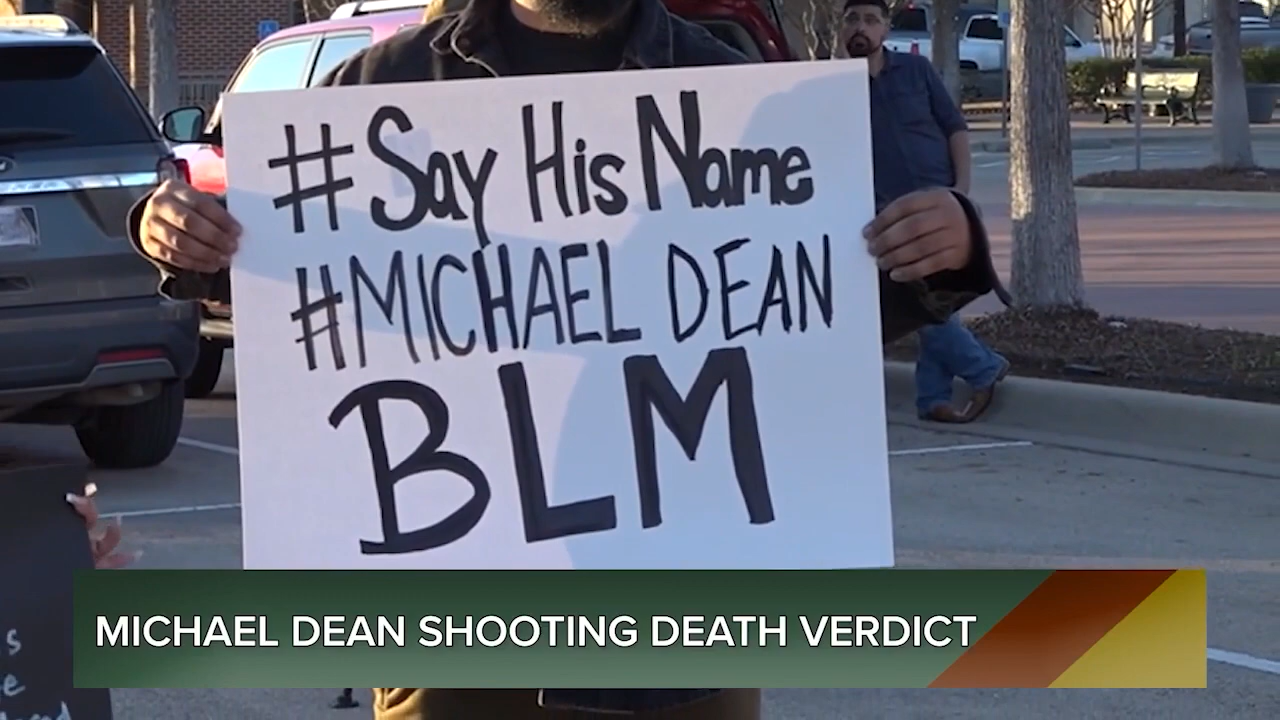 #Say His Name
#MICHAEL DEAN
BLM
MICHAEL DEAN SHOOTING DEATH VERDICT